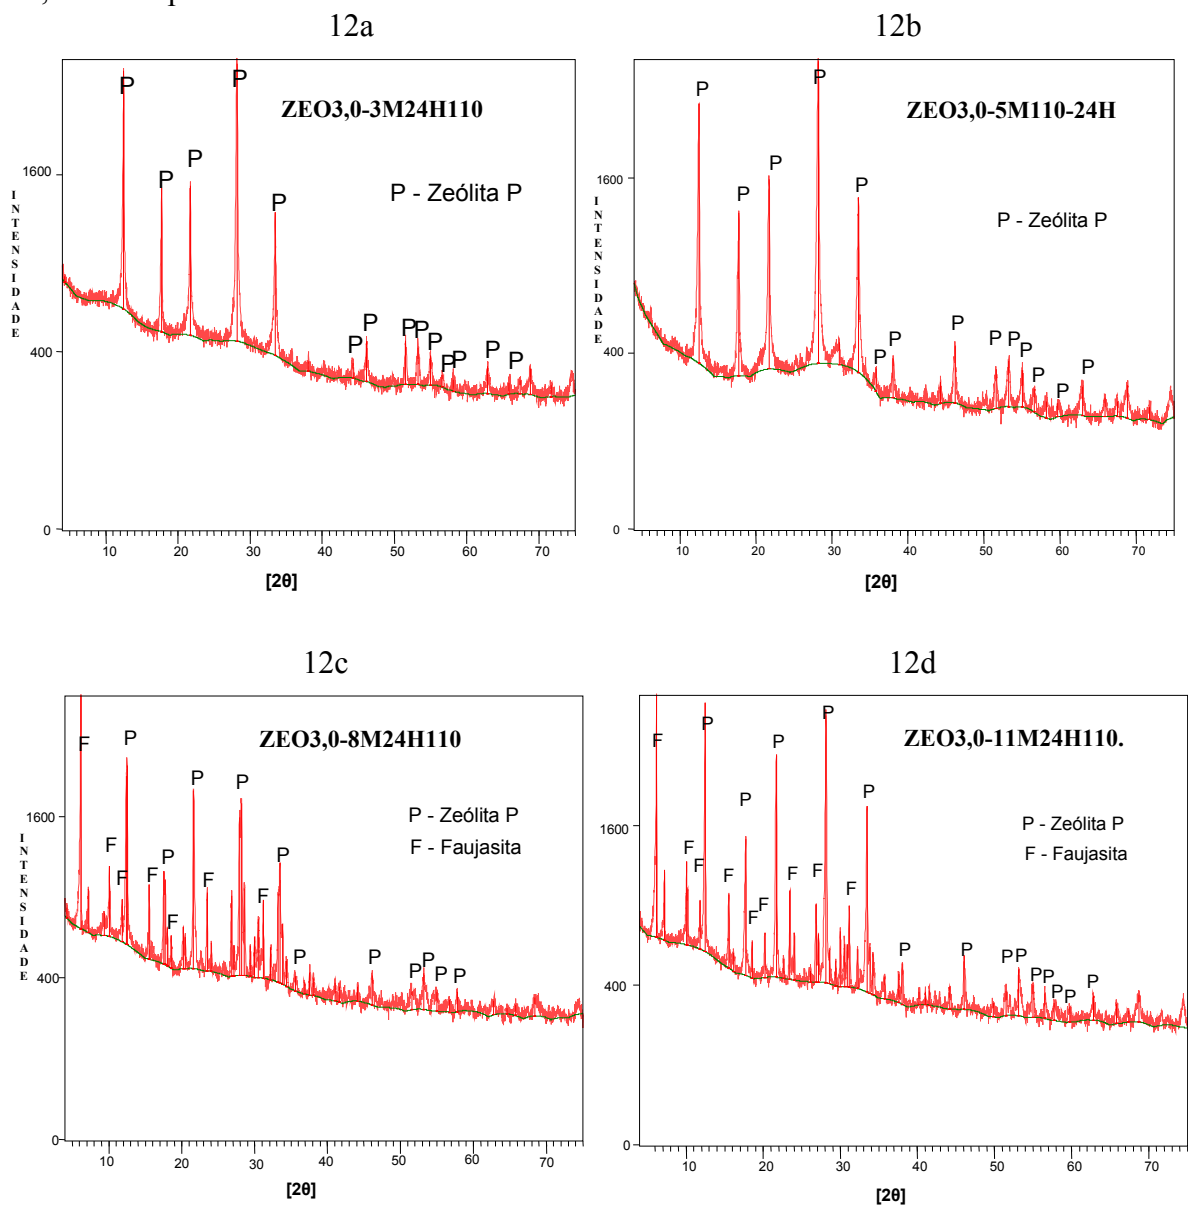 12a
12b
P
P
P
P
P
ZEO3,0-3M24H110
P - Zeólita P
1600
400
0
INTENSIDADE
P
P
P
P
P
P
P
P
P
10 20 30 40 50 60 70
[2θ]
P
P
P
P
P
ZEO3,0-5M110-24H
P - Zeólita P
1600
400
0
INTENSIDADE
P
P
P
P
P
P
P
P
P
10 20 30 40 50 60 70
[2θ]
12c
12d
F
P
F
F
F
P
F
P
F
P
F
P
ZEO3,0-8M24H110
P - Zeólita P
F - Faujasita
1600
400
0
INTENSIDADE
P
P
P
P
P
P
10 20 30 40 50 60 70
[2θ]
F
P
F
F
P
F
F
F
P
F
F
P
F
P
ZEO3,0-11M24H110.
P - Zeólita P
F - Faujasita
1600
400
0
P
P
P
P
P
P
P
P
P
10 20 30 40 50 60 70
[2θ]